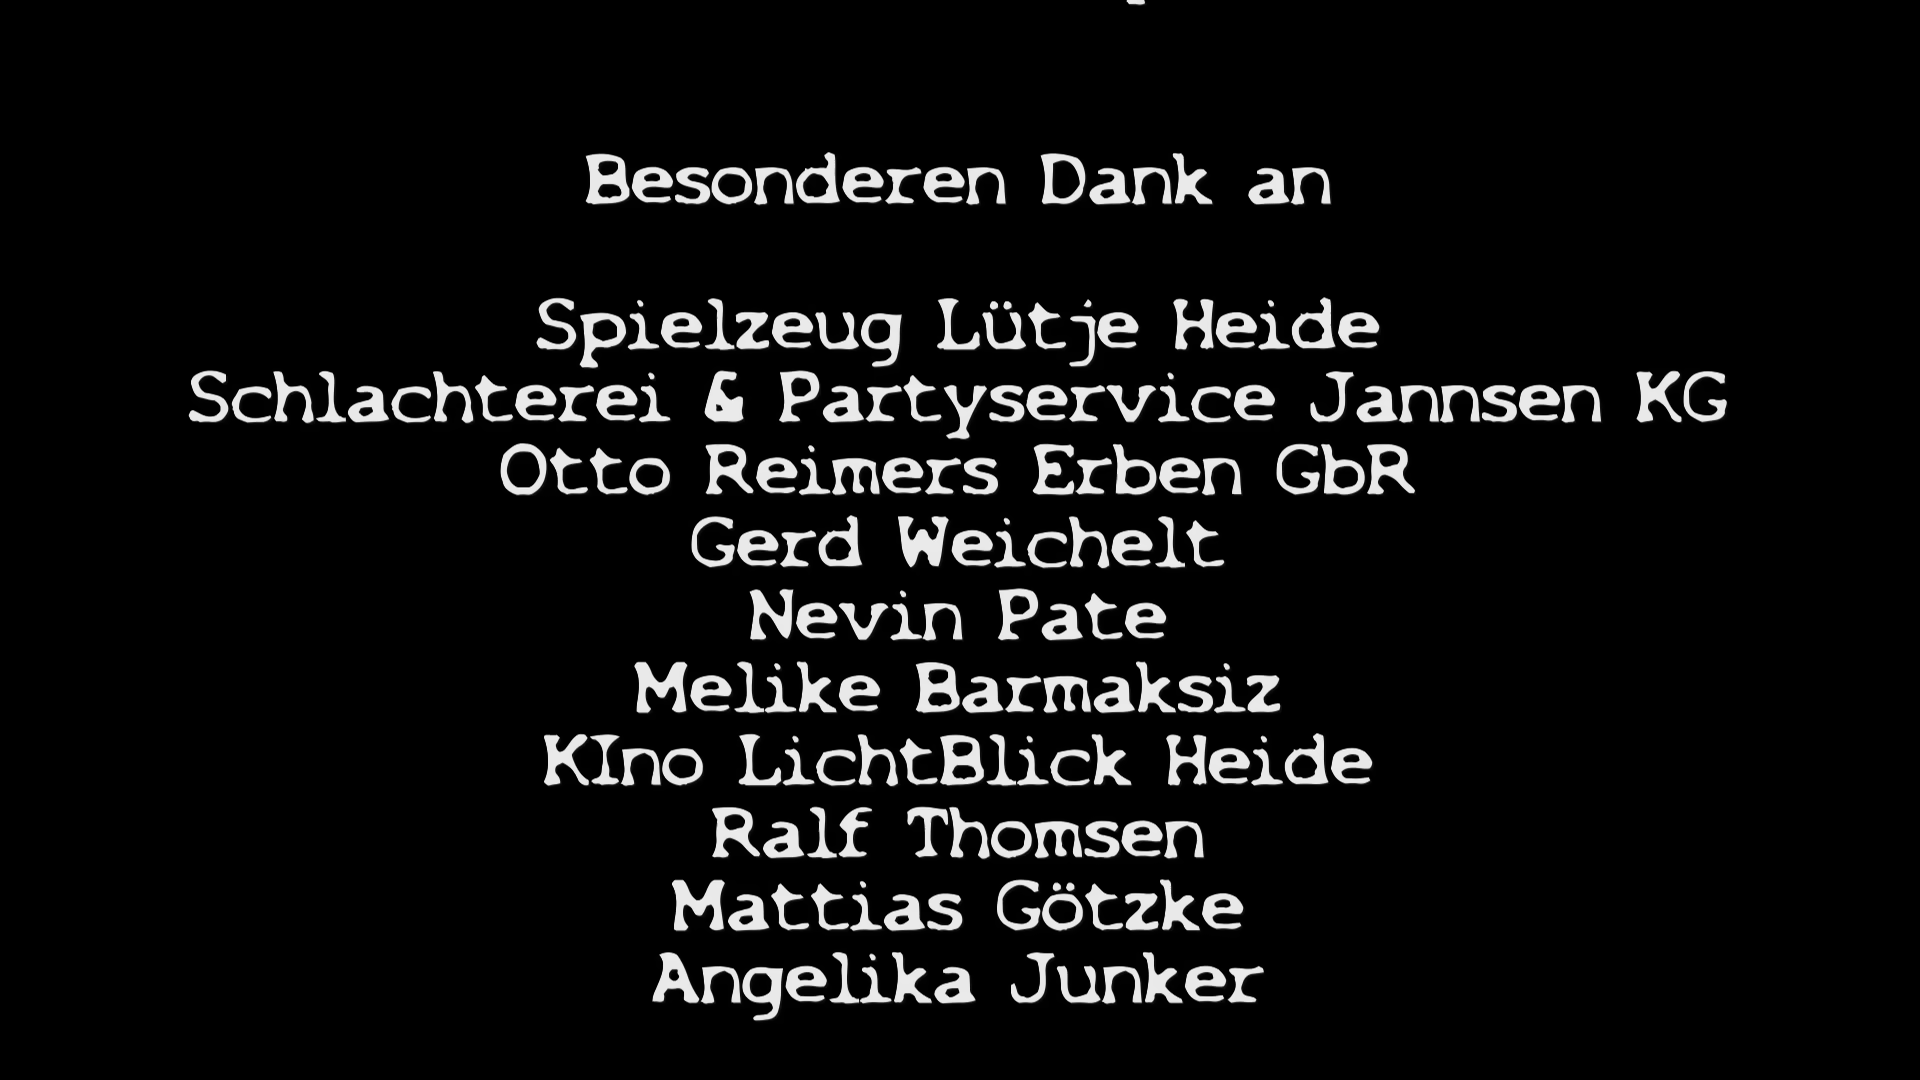 Besonderen Dank an
Spielzeug Lütje Heide
Schlachterei & Partyservice Jannsen KG
Otto Reimers Erben GbR
Gerd Weichelt
Nevin Pate
Melike Barmaksiz
KIno LichtBlick Heide
Ralf Thomsen
Mattias Götzke
Angelika Junker